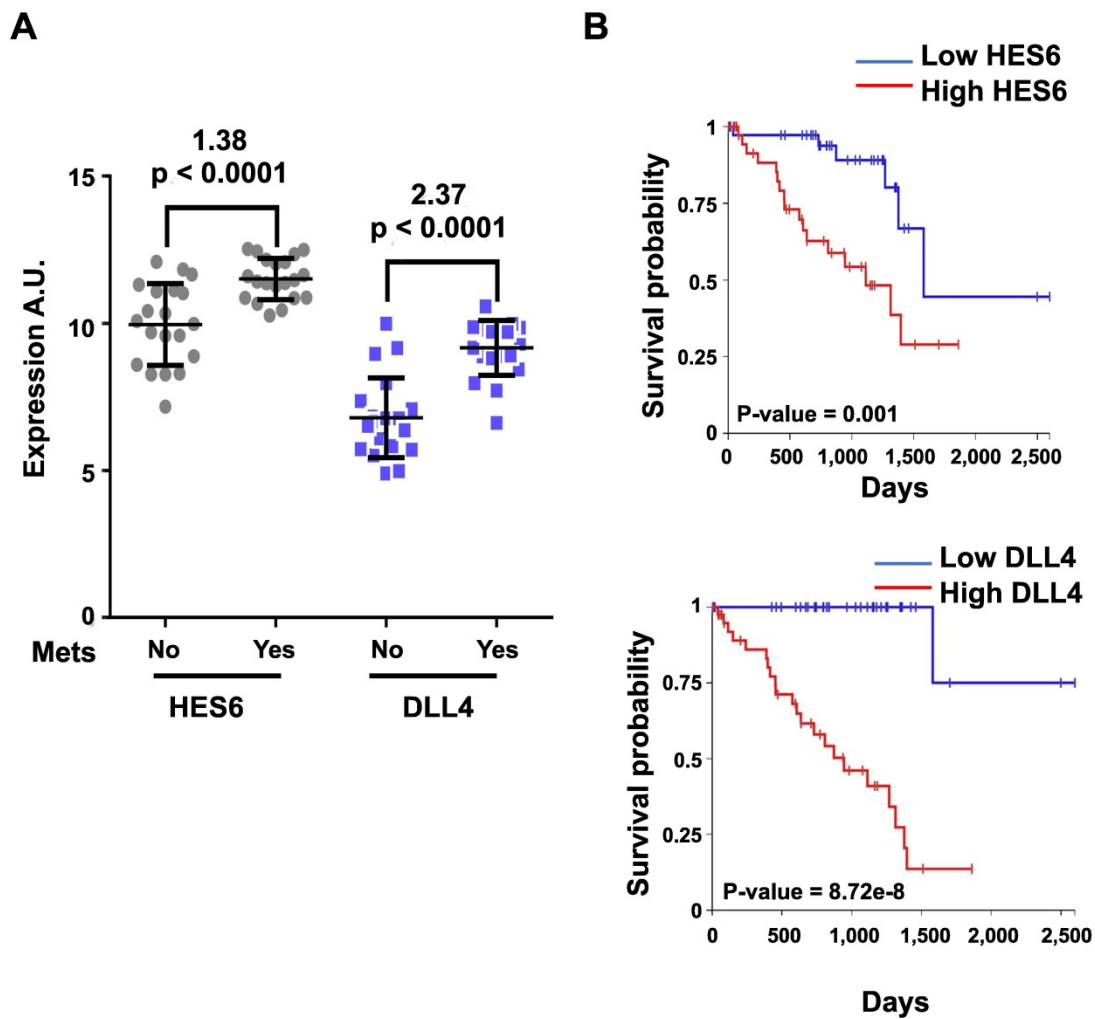 A
1.38
p < 0.0001
2.37
p < 0.0001
15
10
5
0
Expression A.U.
Mets
No
Yes
No
Yes
HES6
DLL4
B
Low HES6
High HES6
1
0.75
0.5
0.25
0
Survival probability
P-value = 0.001
0
500
1,000
1,500
2,000
2,500
Days
Low DLL4
High DLL4
1
0.75
0.5
0.25
0
Survival probability
P-value = 8.72e-8
0
500
1,000
1,500
2,000
2,500
Days